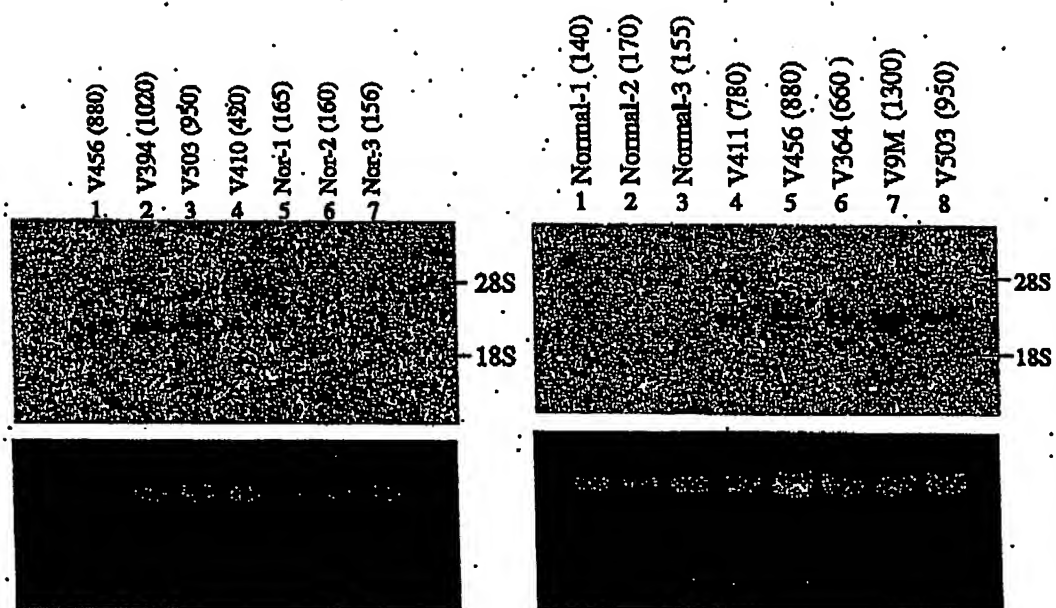 V456 (880)
V394 (1020)
V503 (950)
V410 (420)
Nor-1 (165)
Nor-2 (160)
Nor-3 (156)
1 2 3 4 5 6 7
28S
18S
Normal-1 (140)
Normal-2 (170)
Normal-3 (155)
V411 (780)
V456 (880)
V364 (660 )
V9M (1300)
V503 (950)
1 2 3 4 5 6 7 8
28S
18S